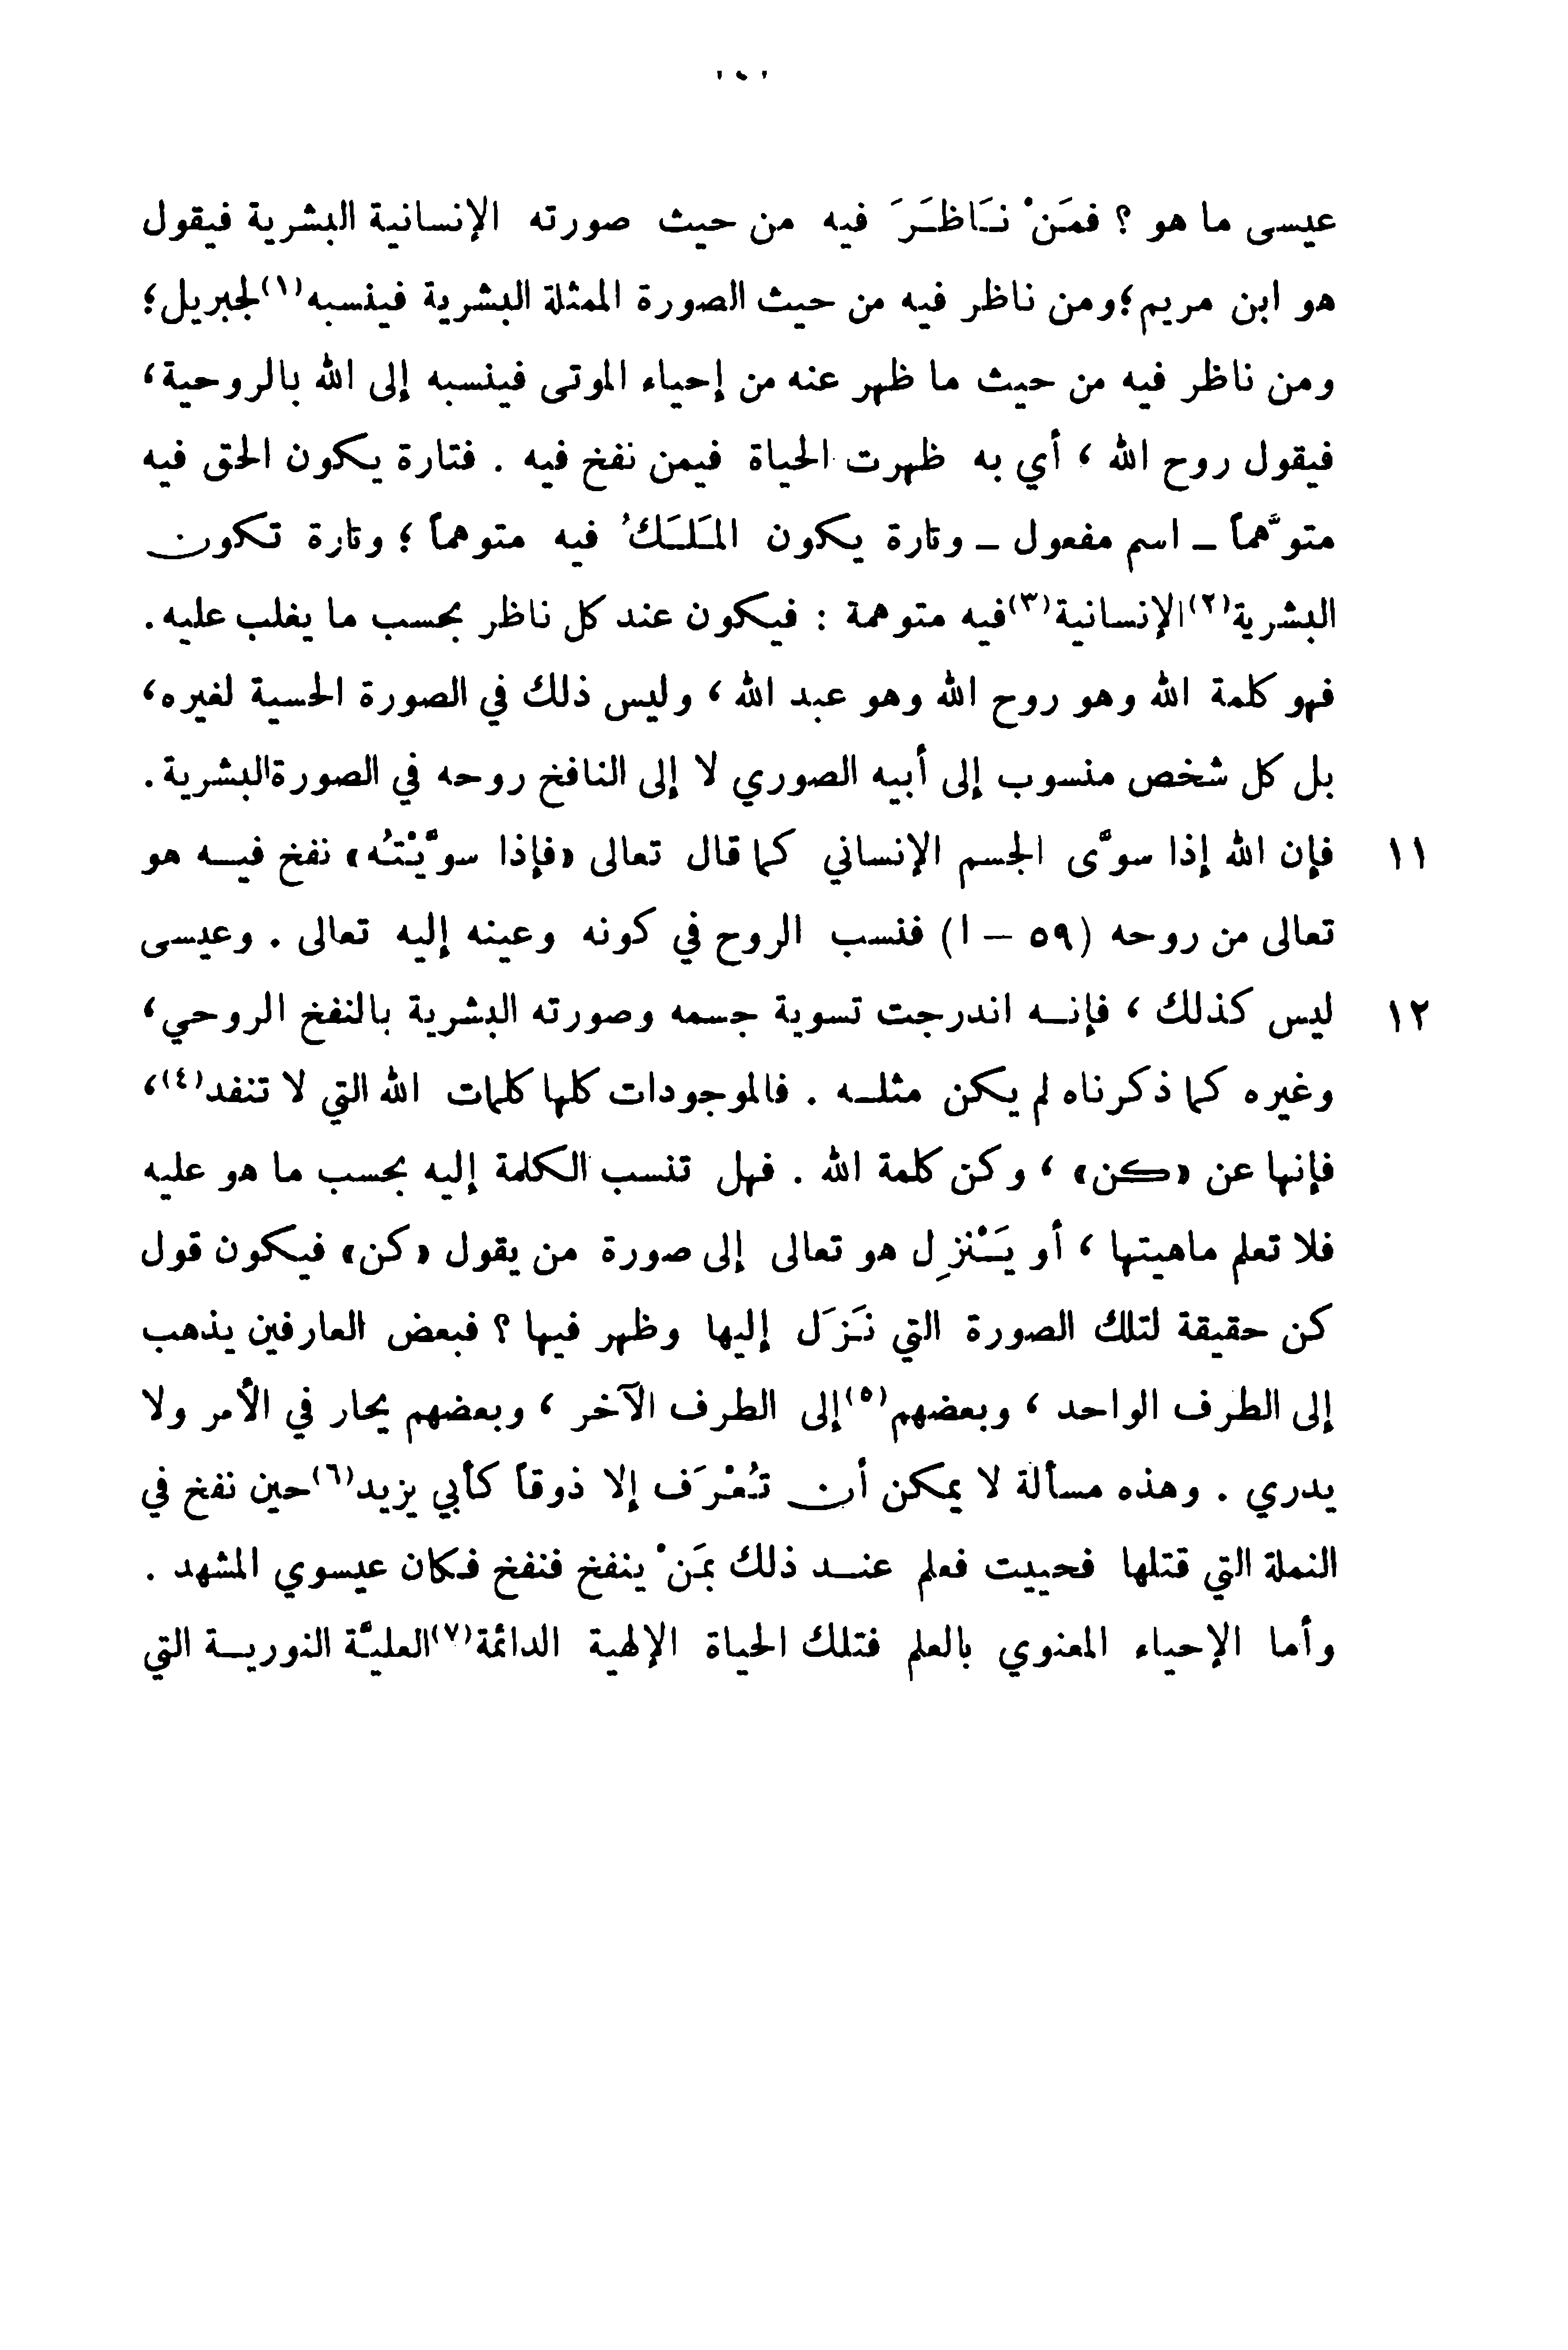 عيسى ما هو ؟ فمَنْ نَاظَرَ فيه من حيث صورته الإنسانية البشرية فيقول
هو ابن مريم؛ومن ناظر فيه من حيث الصورة الممثلة البشرية فينسبه(١)لجبريل؛
ومن ناظر فيه من حيث ما ظهر عنه من إحياء الموتى فينسبه إلى الله بالروحية،
فيقول روح الله ، أي به ظهرت الحياة فيمن نفخ فيه . فتارة يكون الحق فيه
متوهَّماً – اسم مفعول – وتارة يكون المَلَكُ فيه متوهماً ؛ وتارة تكون
البشرية(٢)الإنسانية(٣)فيه متوهمة : فيكون عند كل ناظر بحسب ما يغلب عليه.
فهو كلمة الله وهو روح الله وهو عبد الله ، وليس ذلك في الصورة الحسية لغيره،
بل كل شخص منسوب إلى أبيه الصوري لا إلى النافخ روحه في الصورةالبشرية.
١١ فإن الله إذا سوَّى الجسم الإنساني كما قال تعالى «فإذا سوَّيْتُه» نفخ فيه هو
تعالى من روحه (٥٩ – ا) فنسب الروح في كونه وعينه إليه تعالى . وعيسى
١٢ ليس كذلك ، فإنه اندرجت تسوية جسمه وصورته البشرية بالنفخ الروحي،
وغيره كما ذكرناه لم يكن مثله . فالموجودات كلها كلمات الله التي لا تنفد(٤)،
فإنها عن «كن» ، وكن كلمة الله . فهل تنسب الكلمة إليه بحسب ما هو عليه
فلا تعلم ماهيتها ، أو يَنْزِل هو تعالى إلى صورة من يقول «كن» فيكون قول
كن حقيقة لتلك الصورة التي نَزَل إليها وظهر فيها ؟ فبعض العارفين يذهب
إلى الطرف الواحد ، وبعضهم(٥)إلى الطرف الآخر ، وبعضهم يحار في الأمر ولا
يدري . وهذه مسألة لا يمكن أن تُعْرَف إلا ذوقاً كأبي يزيد(٦)حين نفخ في
النملة التي قتلها فحييت فعلم عند ذلك بمَنْ ينفخ فنفخ فكان عيسوي المشهد .
وأما الإحياء المعنوي بالعلم فتلك الحياة الإلهية الدائمة(٧)العليَّة النورية التي